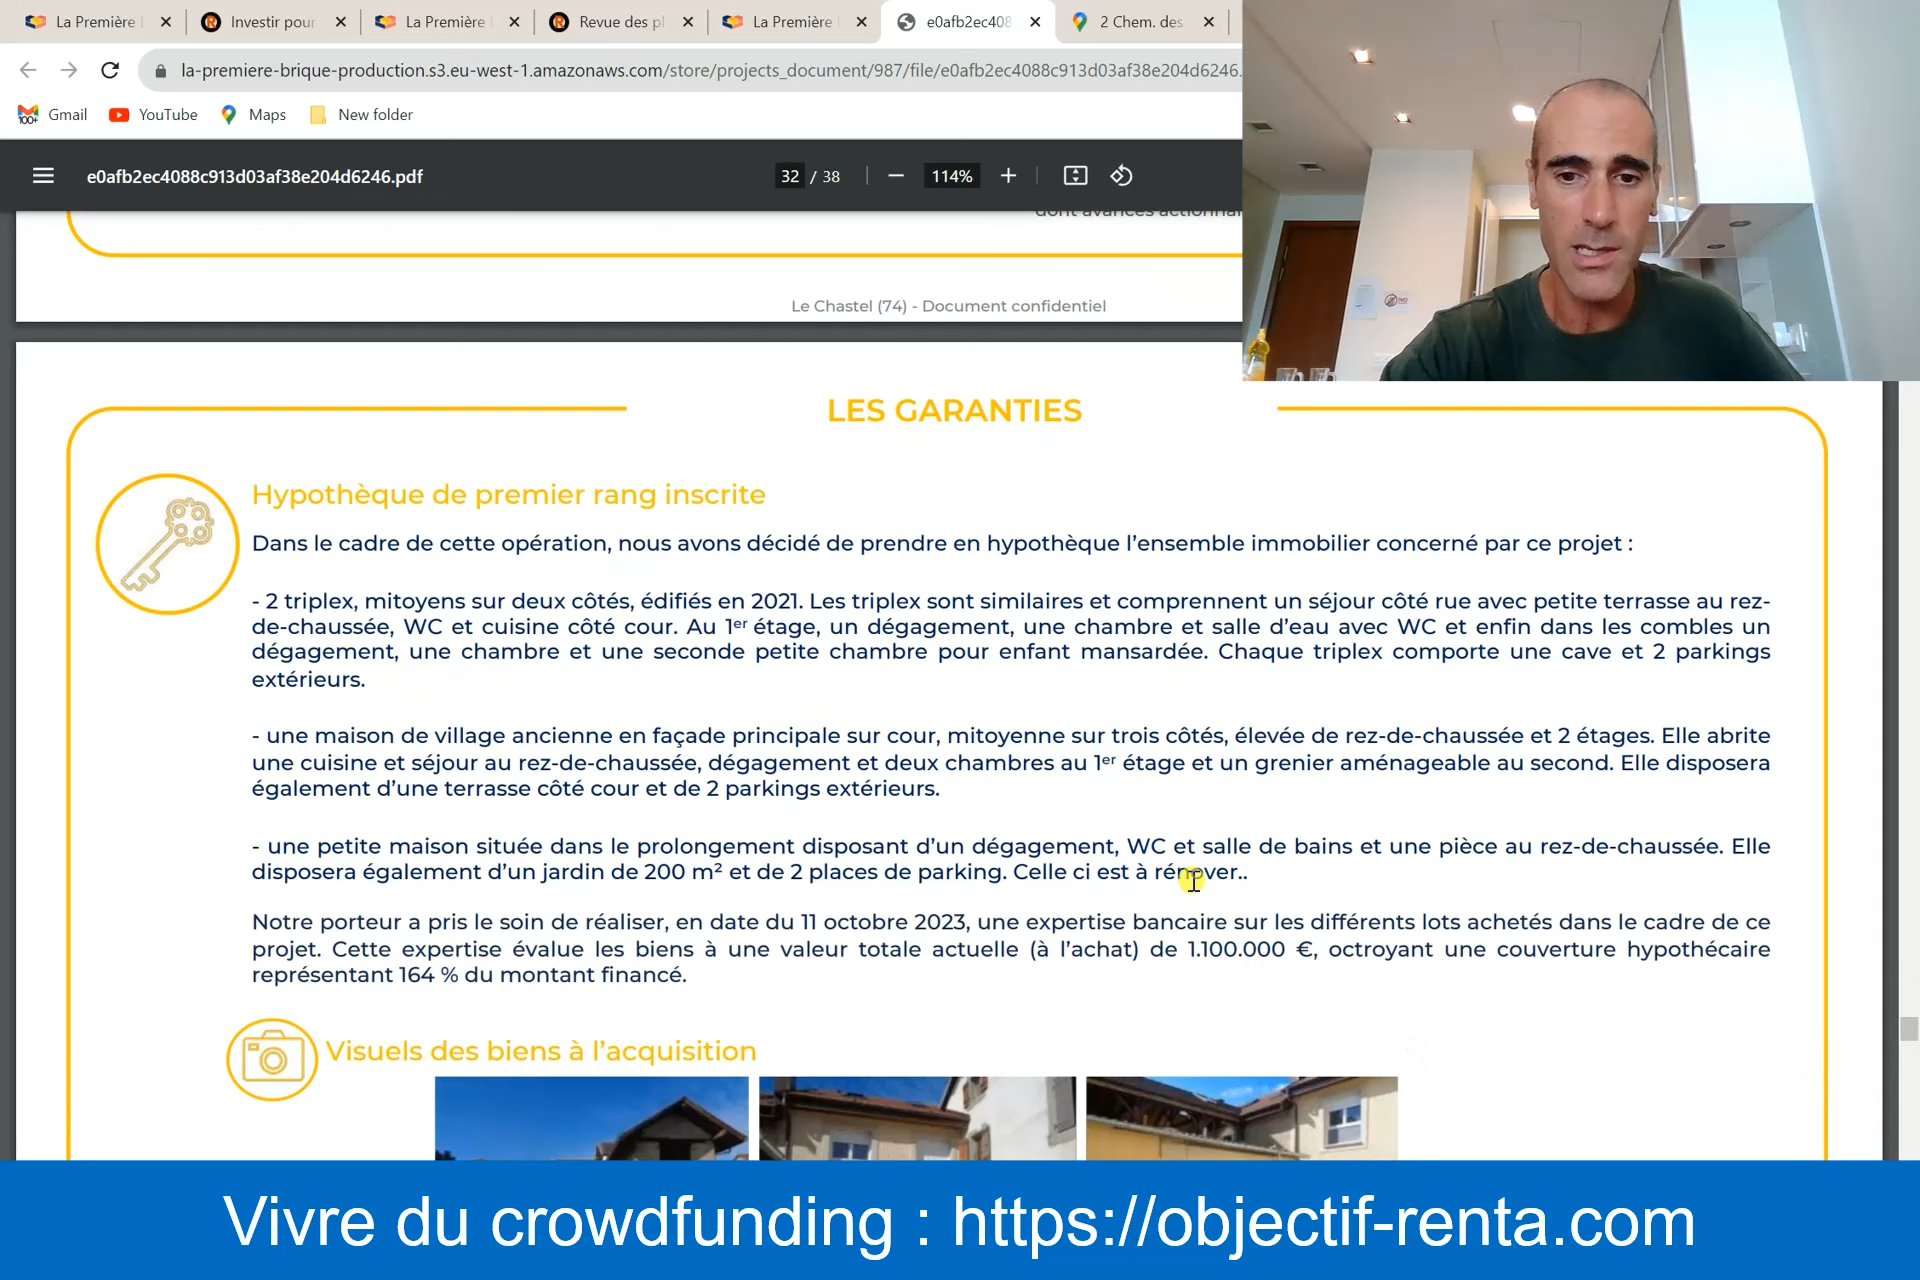 La Première
Investir pour
La Première
Revue des pl
La Première
e0afb2ec408
2 Chem. des
la-premiere-brique-production.s3.eu-west-1.amazonaws.com/store/projects_document/987/file/e0afb2ec4088c913d03af38e204d6246.
Gmail
YouTube
Maps
New folder
e0afb2ec4088c913d03af38e204d6246.pdf
32 / 38
114%
dont avances actionnai
Le Chastel (74) - Document confidentiel
LES GARANTIES
Hypothèque de premier rang inscrite
Dans le cadre de cette opération, nous avons décidé de prendre en hypothèque l’ensemble immobilier concerné par ce projet :
- 2 triplex, mitoyens sur deux côtés, édifiés en 2021. Les triplex sont similaires et comprennent un séjour côté rue avec petite terrasse au rez-
de-chaussée, WC et cuisine côté cour. Au 1er étage, un dégagement, une chambre et salle d’eau avec WC et enfin dans les combles un
dégagement, une chambre et une seconde petite chambre pour enfant mansardée. Chaque triplex comporte une cave et 2 parkings
extérieurs.
- une maison de village ancienne en façade principale sur cour, mitoyenne sur trois côtés, élevée de rez-de-chaussée et 2 étages. Elle abrite
une cuisine et séjour au rez-de-chaussée, dégagement et deux chambres au 1er étage et un grenier aménageable au second. Elle disposera
également d’une terrasse côté cour et de 2 parkings extérieurs.
- une petite maison située dans le prolongement disposant d’un dégagement, WC et salle de bains et une pièce au rez-de-chaussée. Elle
disposera également d’un jardin de 200 m² et de 2 places de parking. Celle ci est à rénover..
Notre porteur a pris le soin de réaliser, en date du 11 octobre 2023, une expertise bancaire sur les différents lots achetés dans le cadre de ce
projet. Cette expertise évalue les biens à une valeur totale actuelle (à l’achat) de 1.100.000 €, octroyant une couverture hypothécaire
représentant 164 % du montant financé.
Visuels des biens à l’acquisition
Vivre du crowdfunding : https://objectif-renta.com